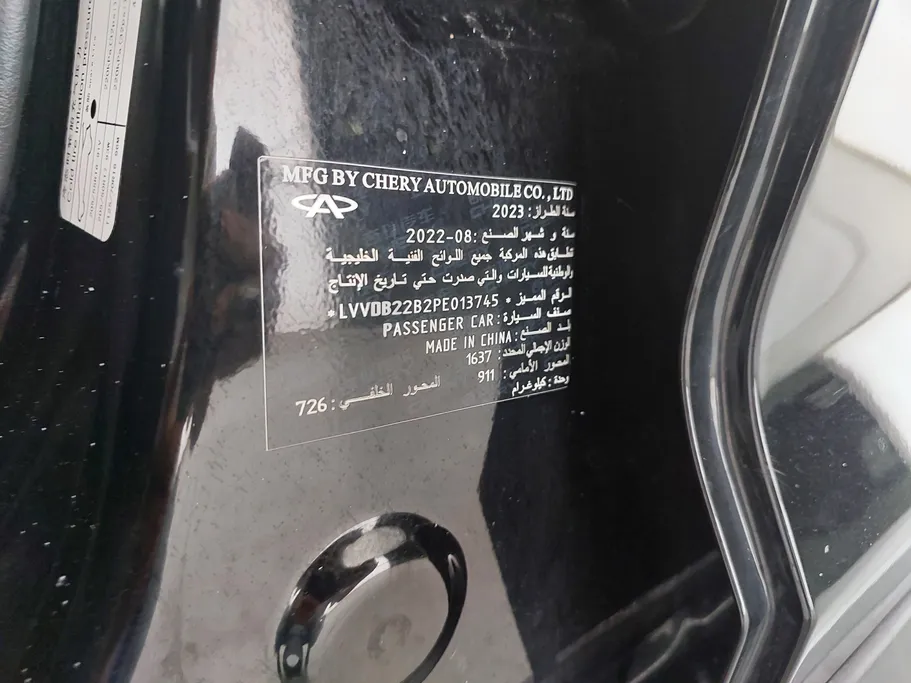 MFG BY CHERY AUTOMOBILE CO., LTD
سنة الطراز: 2023
سنة و شهر الصنع: 2022-08
تطابق هذه المركبة جميع اللوائح الفنية الخليجية
والوطنية للسيارات والتي صدرت حتي تاريخ الإنتاج
الرقم المميز * LVVDB22B2PE013745 *
صنف السيارة: PASSENGER CAR
بلد الصنع: MADE IN CHINA
الوزن الإجمالي المحدد: 1637
المحور الأمامي: 911
المحور الخلفي: 726
وحدة: كيلوغرام